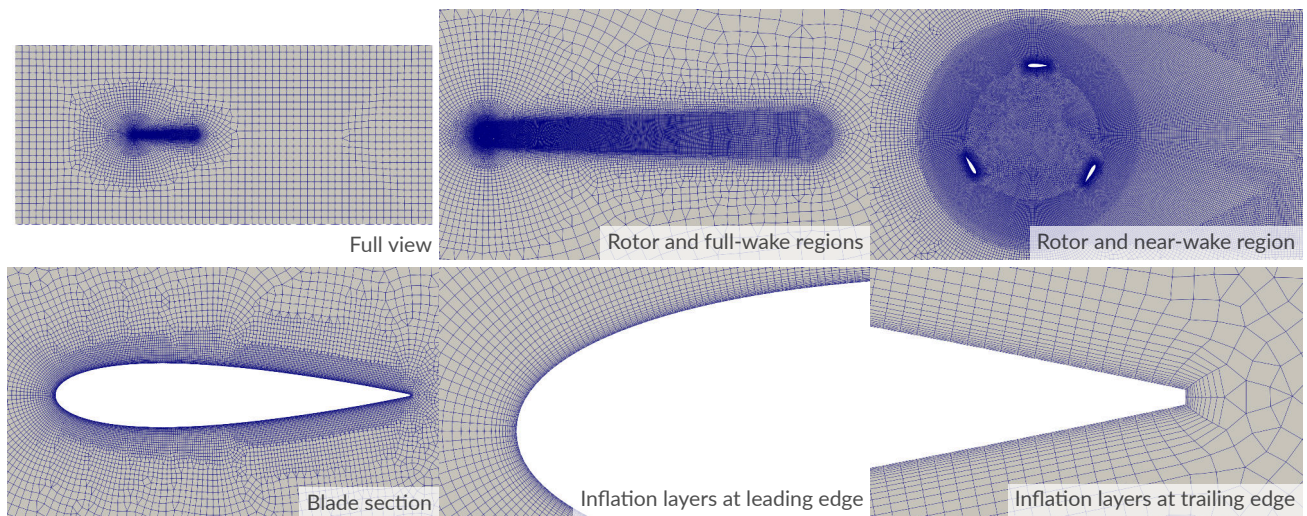 Full view
Rotor and full-wake regions
Rotor and near-wake region
Blade section
Inflation layers at leading edge
Inflation layers at trailing edge